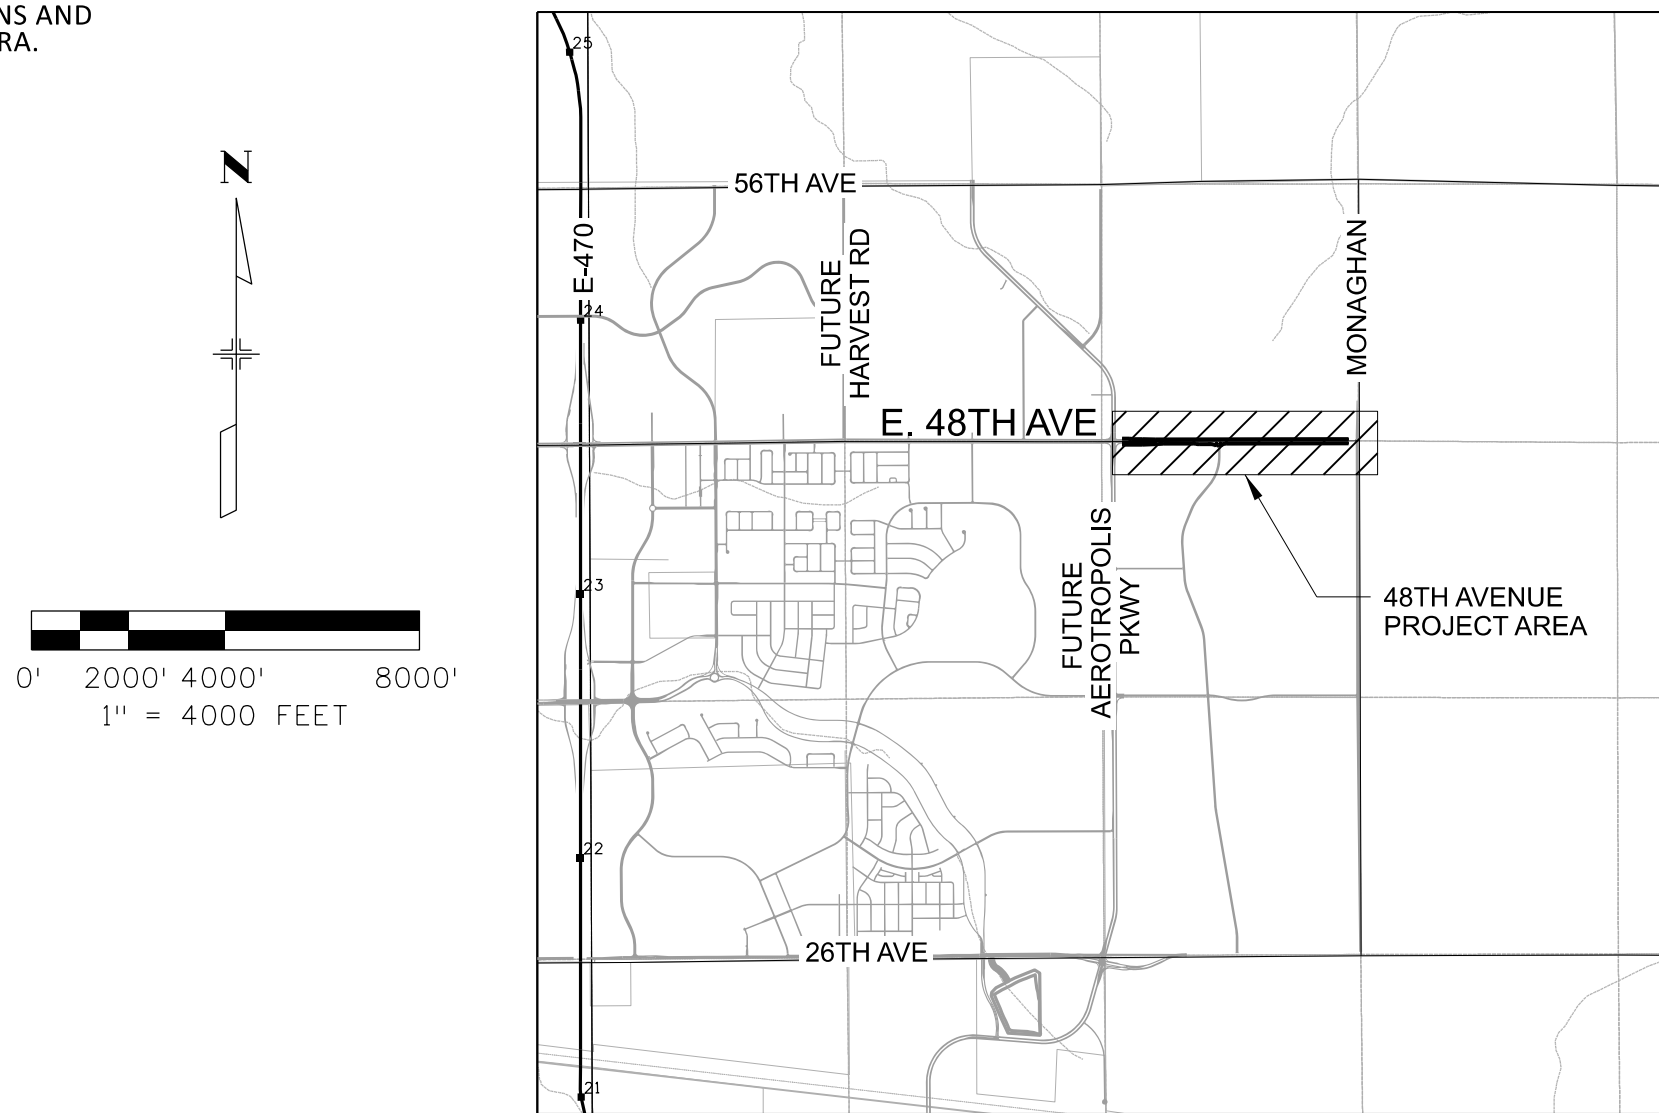 NS AND
RA.
N
0' 2000' 4000' 8000'
1" = 4000 FEET
25
56TH AVE
E-470
24
FUTURE
HARVEST RD
MONAGHAN
E. 48TH AVE
23
FUTURE
AEROTROPOLIS
PKWY
48TH AVENUE
PROJECT AREA
22
26TH AVE
21